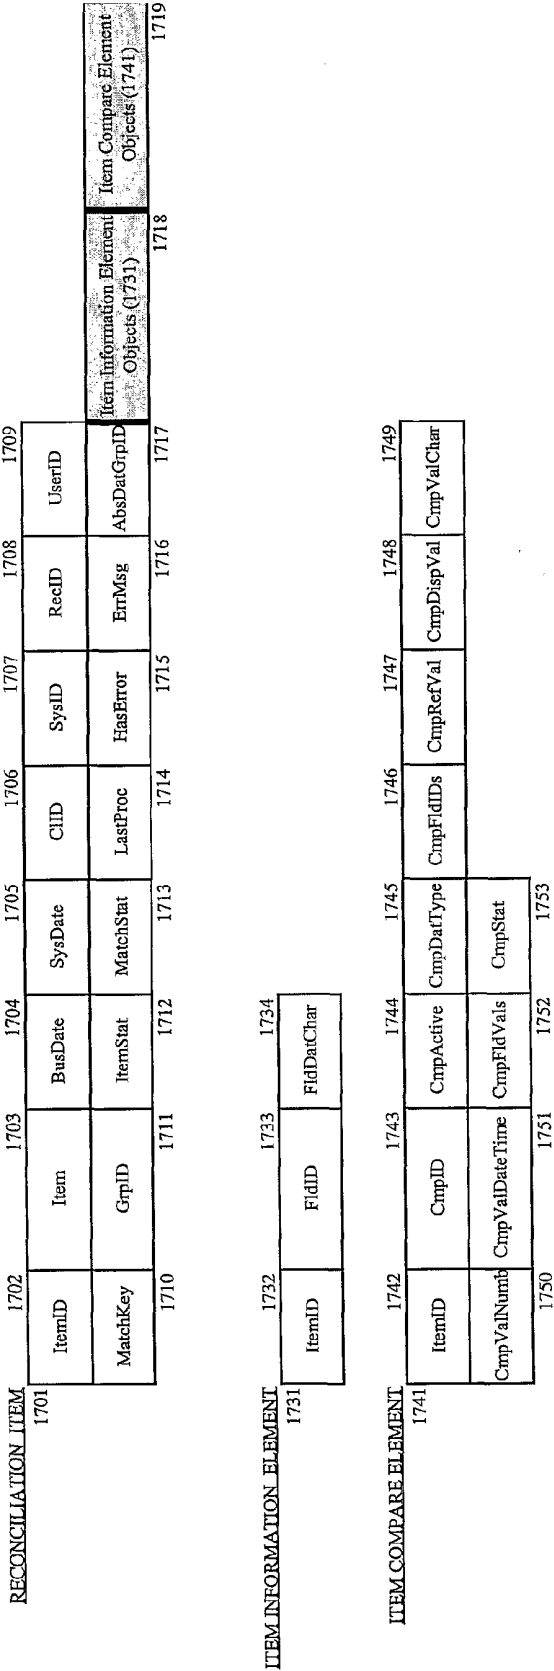 RECONCILIATION ITEM
1701
1702 1703 1704 1705 1706 1707 1708 1709
ItemID Item BusDate SysDate ClID SysID RecID UserID
MatchKey GrpID ItemStat MatchStat LastProc HasError ErrMsg AbsDatGrpID Item Information Element Objects (1731) Item Compare Element Objects (1741)
1710 1711 1712 1713 1714 1715 1716 1717 1718 1719
ITEM INFORMATION ELEMENT
1731
1732 1733 1734
ItemID FldID FldDatChar
ITEM COMPARE ELEMENT
1741
1742 1743 1744 1745 1746 1747 1748 1749
ItemID CmpID CmpActive CmpDatType CmpFldIDs CmpRefVal CmpDispVal CmpValChar
CmpValNumb CmpValDateTime CmpFldVals CmpStat
1750 1751 1752 1753